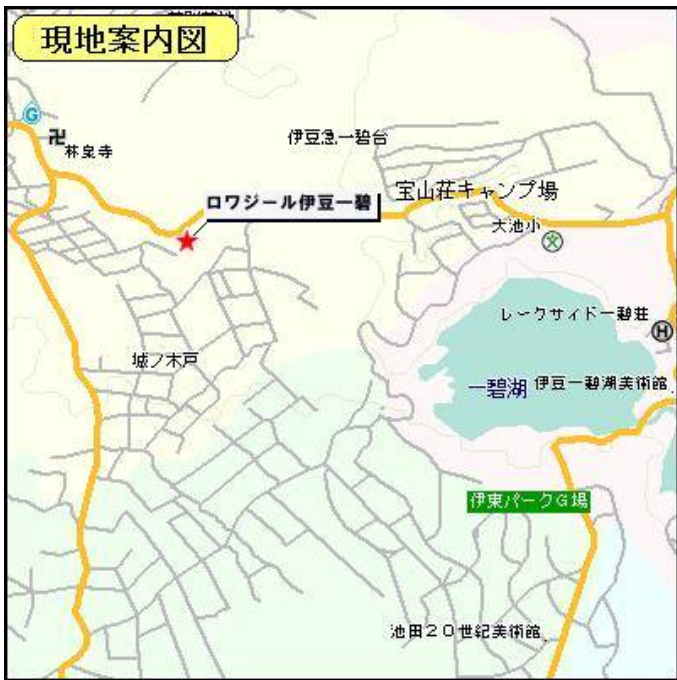 現地案内図
G
卍
林泉寺
伊豆急一碧台
ロワジール伊豆一碧
宝山荘キャンプ場
大池小
文
レークサイド一碧荘
H
城ノ木戸
一碧湖
伊豆一碧湖美術館
伊東パークG場
池田20世紀美術館